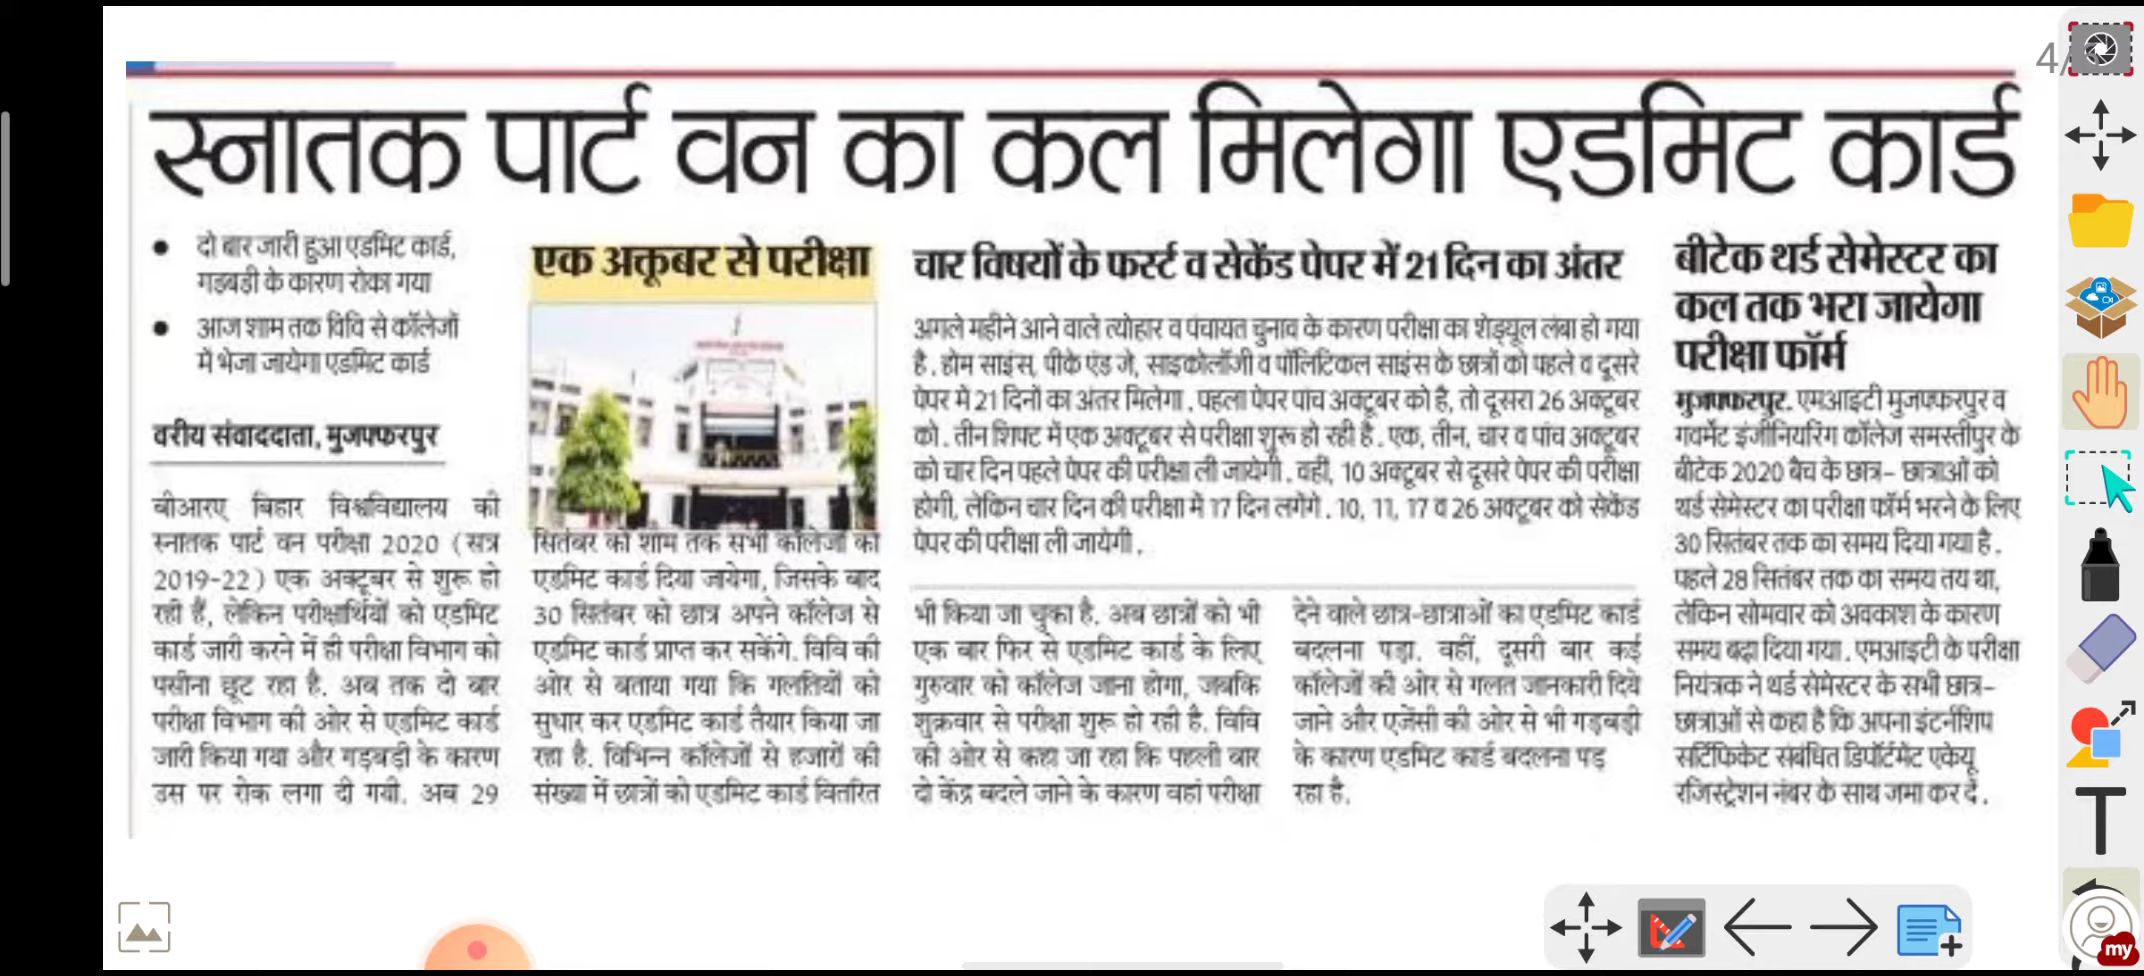 4/
स्नातक पार्ट वन का कल मिलेगा एडमिट कार्ड
दो बार जारी हुआ एडमिट कार्ड,
गड़बड़ी के कारण रोका गया
आज शाम तक विवि से कॉलेजों
में भेजा जायेगा एडमिट कार्ड
वरीय संवाददाता, मुजफ्फरपुर
बीआरए बिहार विश्वविद्यालय की
स्नातक पार्ट वन परीक्षा 2020 (सत्र
2019-22) एक अक्टूबर से शुरू हो
रही हैं, लेकिन परीक्षार्थियों को एडमिट
कार्ड जारी करने में ही परीक्षा विभाग को
पसीना छूट रहा है. अब तक दो बार
परीक्षा विभाग की ओर से एडमिट कार्ड
जारी किया गया और गड़बड़ी के कारण
उस पर रोक लगा दी गयी. अब 29
एक अक्तूबर से परीक्षा
सितंबर को शाम तक सभी कॉलेजों को
एडमिट कार्ड दिया जायेगा, जिसके बाद
30 सितंबर को छात्र अपने कॉलेज से
एडमिट कार्ड प्राप्त कर सकेंगे. विवि की
ओर से बताया गया कि गलतियों को
सुधार कर एडमिट कार्ड तैयार किया जा
रहा है. विभिन्न कॉलेजों से हजारों की
संख्या में छात्रों को एडमिट कार्ड वितरित
चार विषयों के फर्स्ट व सेकेंड पेपर में 21 दिन का अंतर
अगले महीने आने वाले त्योहार व पंचायत चुनाव के कारण परीक्षा का शेड्यूल लंबा हो गया
है. होम साइंस, पीके एंड जे, साइकोलॉजी व पॉलिटिकल साइंस के छात्रों को पहले व दूसरे
पेपर में 21 दिनों का अंतर मिलेगा. पहला पेपर पांच अक्टूबर को है, तो दूसरा 26 अक्टूबर
को. तीन शिफ्ट में एक अक्टूबर से परीक्षा शुरू हो रही है. एक, तीन, चार व पांच अक्टूबर
को चार दिन पहले पेपर की परीक्षा ली जायेगी. वहीं, 10 अक्टूबर से दूसरे पेपर की परीक्षा
होगी, लेकिन चार दिन की परीक्षा में 17 दिन लगेंगे. 10, 11, 17 व 26 अक्टूबर को सेकेंड
पेपर की परीक्षा ली जायेगी.
भी किया जा चुका है. अब छात्रों को भी
एक बार फिर से एडमिट कार्ड के लिए
गुरुवार को कॉलेज जाना होगा, जबकि
शुक्रवार से परीक्षा शुरू हो रही है. विवि
की ओर से कहा जा रहा कि पहली बार
दो केंद्र बदले जाने के कारण वहां परीक्षा
देने वाले छात्र-छात्राओं का एडमिट कार्ड
बदलना पड़ा. वहीं, दूसरी बार कई
कॉलेजों की ओर से गलत जानकारी दिये
जाने और एजेंसी की ओर से भी गड़बड़ी
के कारण एडमिट कार्ड बदलना पड़
रहा है.
बीटेक थर्ड सेमेस्टर का
कल तक भरा जायेगा
परीक्षा फॉर्म
मुजफ्फरपुर. एमआइटी मुजफ्फरपुर व
गवर्मेंट इंजीनियरिंग कॉलेज समस्तीपुर के
बीटेक 2020 बैच के छात्र- छात्राओं को
थर्ड सेमेस्टर का परीक्षा फॉर्म भरने के लिए
30 सितंबर तक का समय दिया गया है.
पहले 28 सितंबर तक का समय तय था,
लेकिन सोमवार को अवकाश के कारण
समय बढ़ा दिया गया. एमआइटी के परीक्षा
नियंत्रक ने थर्ड सेमेस्टर के सभी छात्र-
छात्राओं से कहा है कि अपना इंटर्नशिप
सर्टिफिकेट संबंधित डिपॉर्टमेंट एकेयू
रजिस्ट्रेशन नंबर के साथ जमा कर दें.
T
my